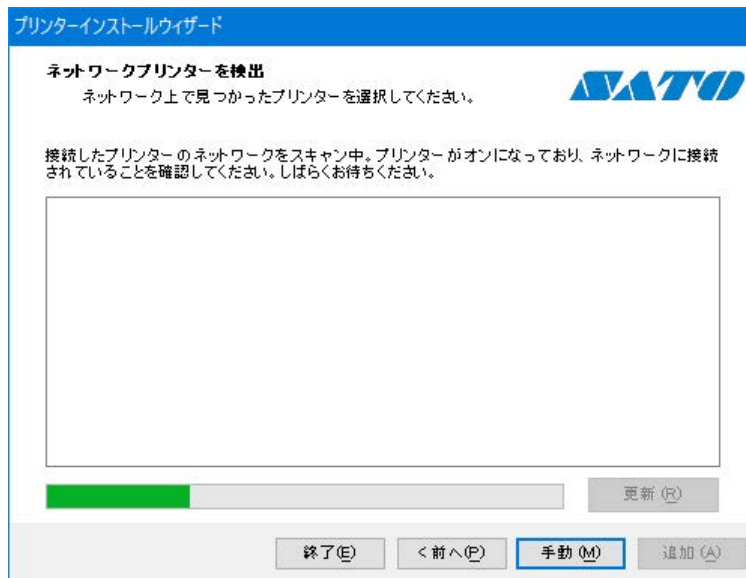 プリンターインストールウィザード
ネットワークプリンターを検出
ネットワーク上で見つかったプリンターを選択してください。
SATO
接続したプリンターのネットワークをスキャン中。プリンターがオンになっており、ネットワークに接続
されていることを確認してください。しばらくお待ちください。
更新(R)
終了(E) <前へ(P) 手動(M) 追加(A)